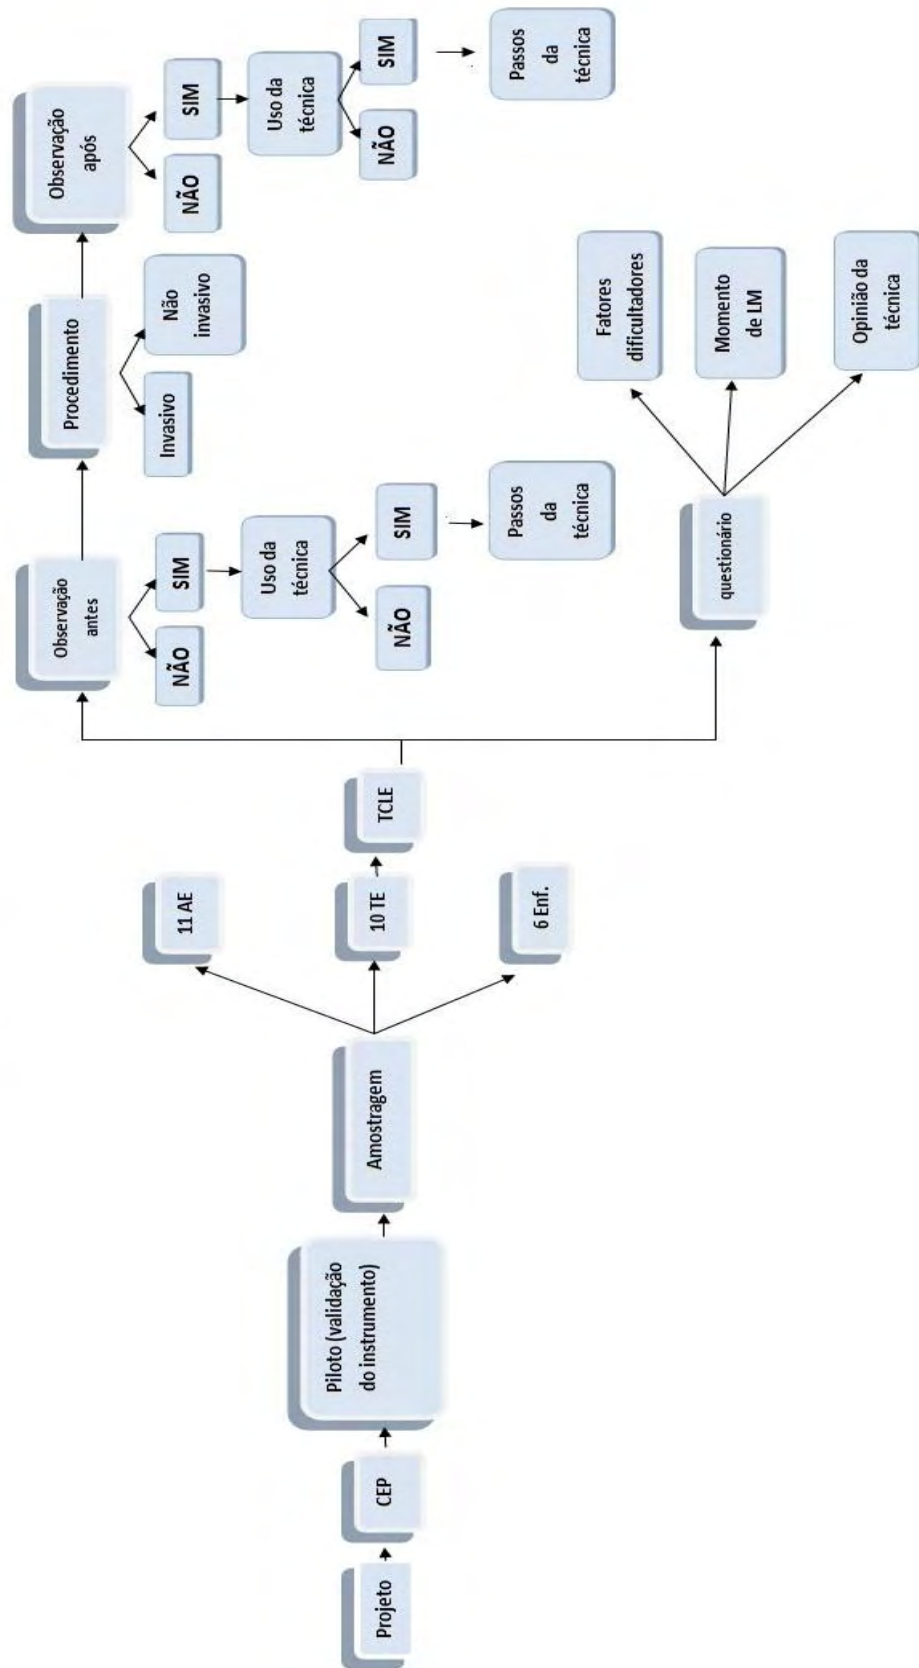 Projeto
CEP
Piloto (validação
do instrumento)
Amostragem
11 AE
10 TE
6 Enf.
TCLE
Observação
antes
NÃO
SIM
Uso da
técnica
NÃO
SIM
Passos
da
técnica
Procedimento
Invasivo
Não
invasivo
Observação
após
NÃO
SIM
Uso da
técnica
NÃO
SIM
Passos
da
técnica
questionário
Fatores
dificultadores
Momento
de LM
Opinião da
técnica